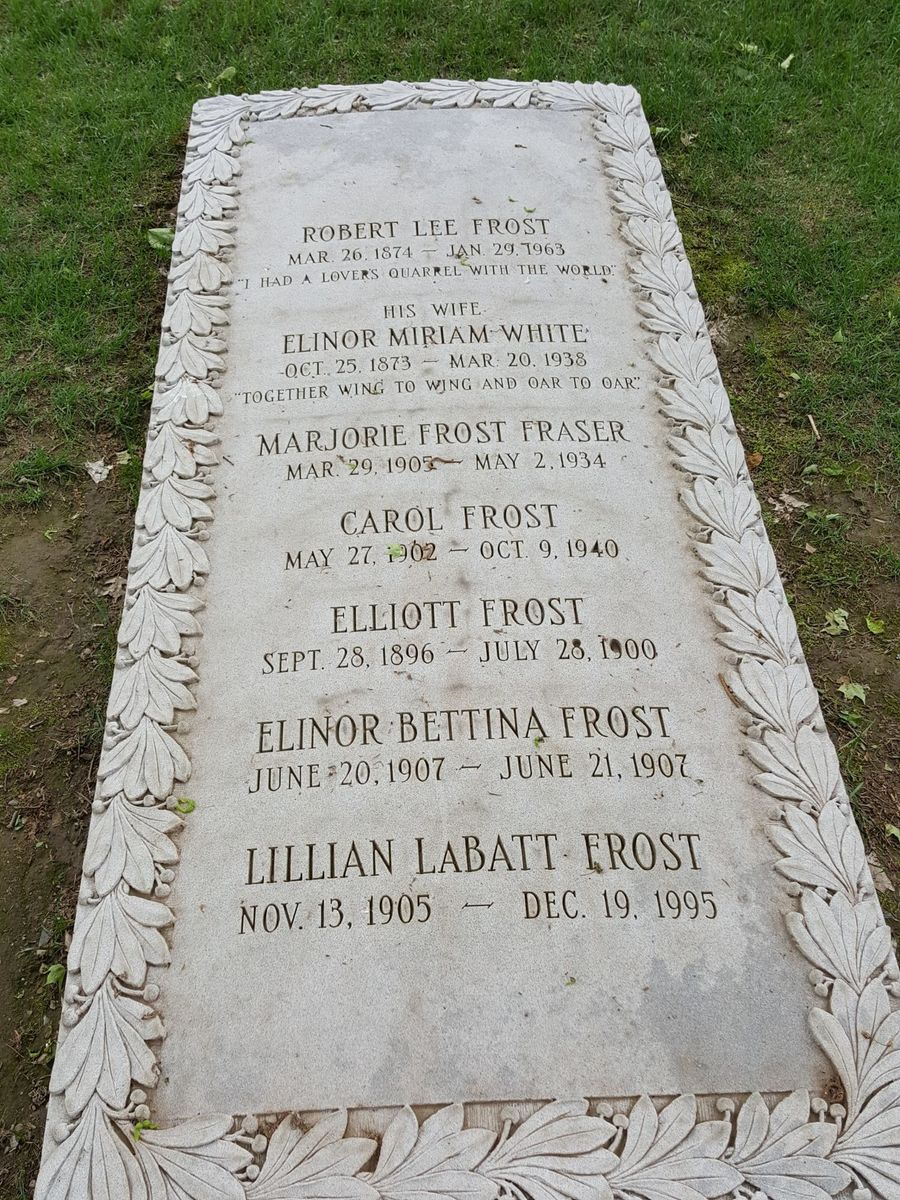 ROBERT LEE FROST
MAR. 26, 1874 — JAN. 29, 1963
"I HAD A LOVERS QUARREL WITH THE WORLD."
HIS WIFE
ELINOR MIRIAM WHITE
OCT. 25, 1873 — MAR. 20, 1938
"TOGETHER WING TO WING AND OAR TO OAR."
MARJORIE FROST FRASER
MAR. 29, 1905 — MAY 2, 1934
CAROL FROST
MAY 27, 1902 — OCT. 9, 1940
ELLIOTT FROST
SEPT. 28, 1896 — JULY 28, 1900
ELINOR BETTINA FROST
JUNE 20, 1907 — JUNE 21, 1907
LILLIAN LABATT FROST
NOV. 13, 1905 — DEC. 19, 1995